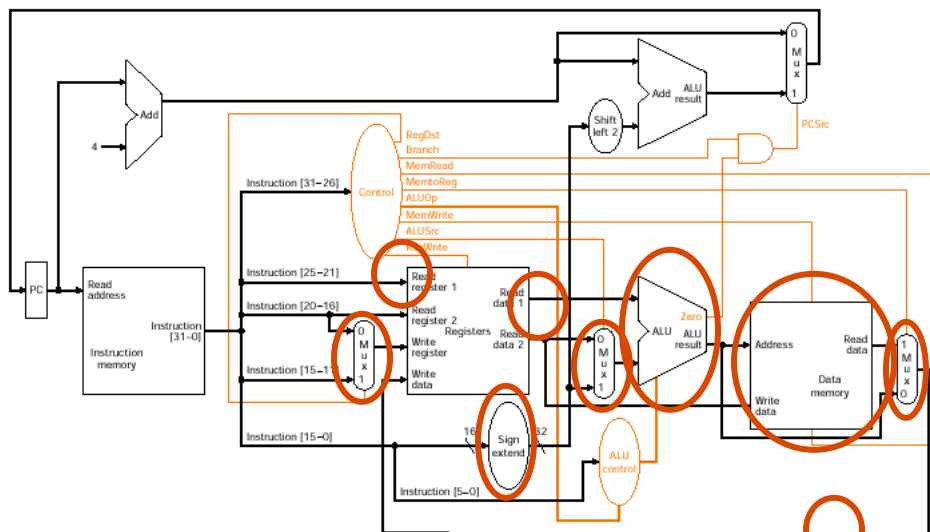 0
M
u
x
1
Add
ALU
result
Add
Shift
left 2
PCSrc
4
RegDst
Branch
MemRead
MemtoReg
ALUOp
MemWrite
ALUSrc
RegWrite
Control
Instruction [31–26]
Instruction [25–21]
Instruction [20–16]
Instruction [15–11]
Instruction [15–0]
Instruction [5–0]
PC
Read
address
Instruction
[31–0]
Instruction
memory
0
M
u
x
1
Read
register 1
Read
register 2
Write
register
Write
data
Registers
Read
data 1
Read
data 2
16
Sign
extend
32
0
M
u
x
1
Zero
ALU
ALU
result
ALU
control
Address
Write
data
Read
data
Data
memory
1
M
u
x
0